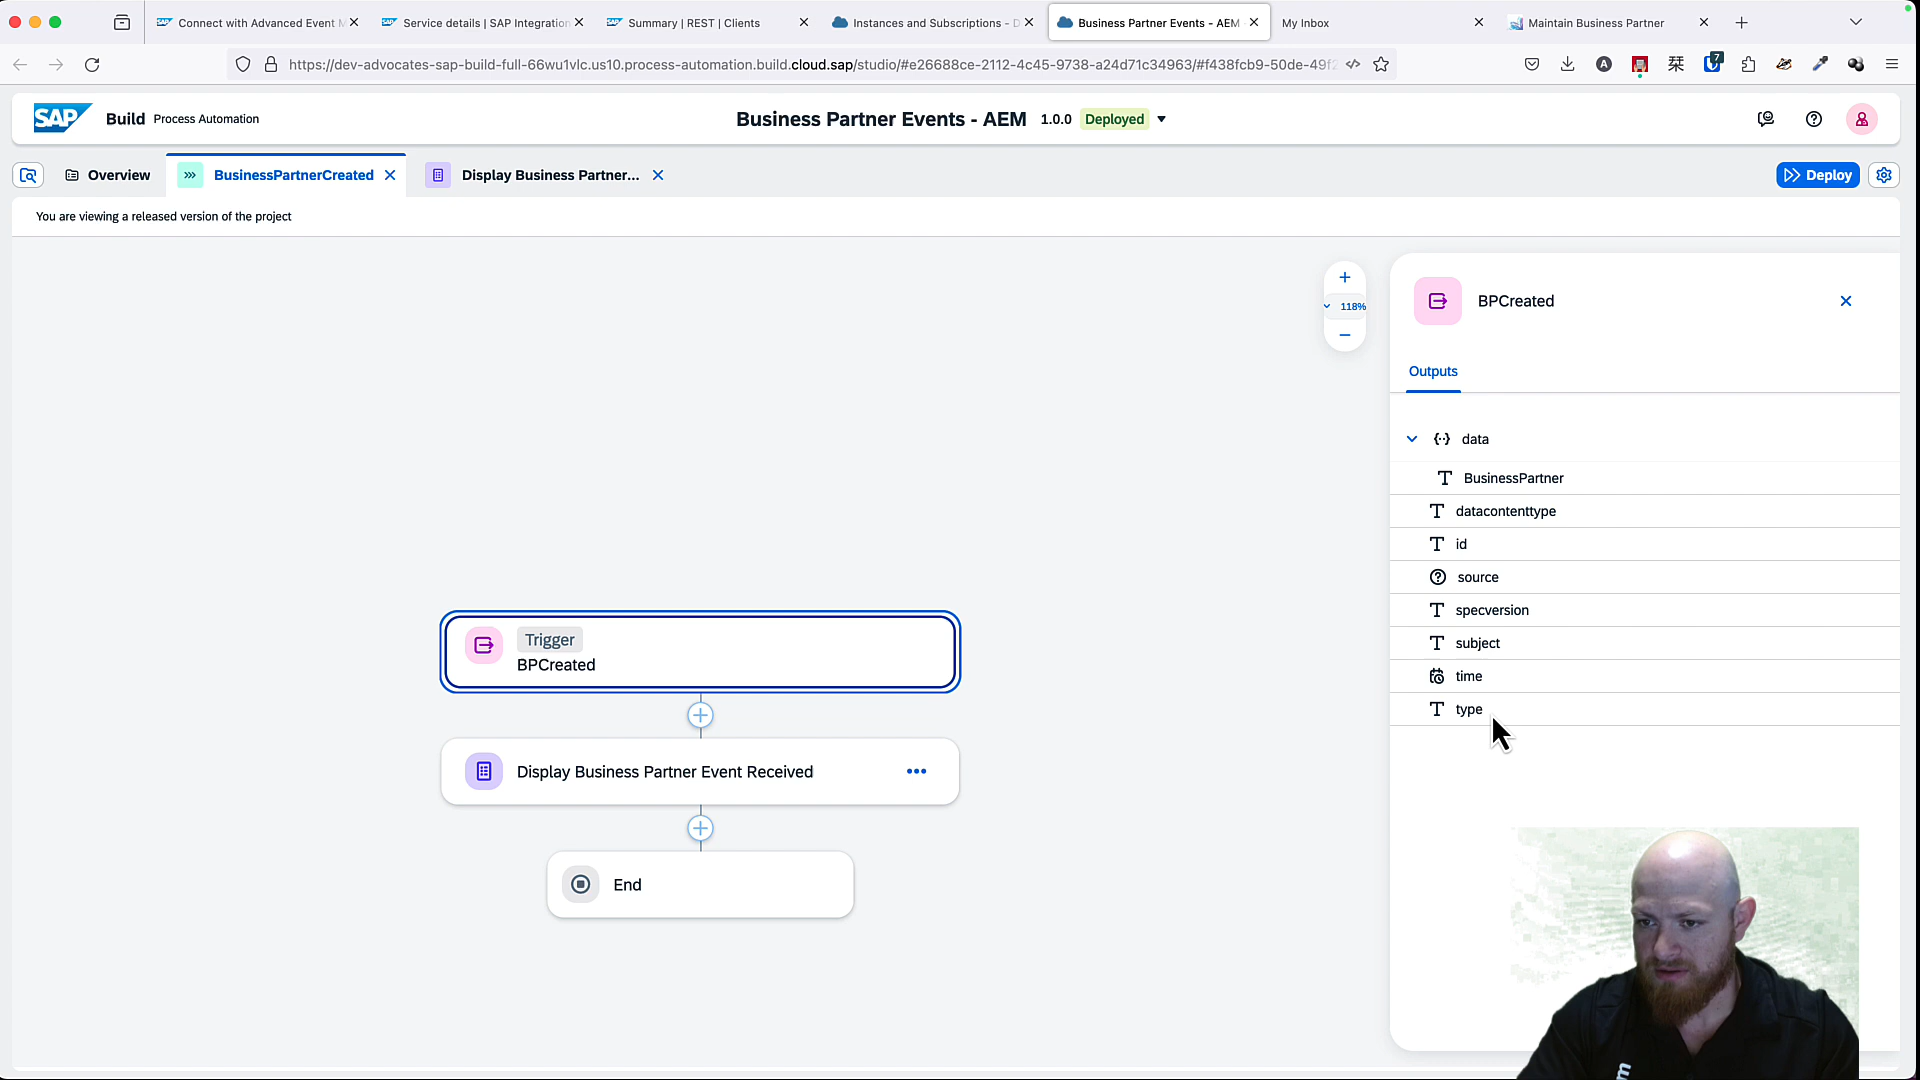 Connect with Advanced Event M
Service details | SAP Integration
Summary | REST | Clients
Instances and Subscriptions - D
Business Partner Events - AEM
My Inbox
Maintain Business Partner
https://dev-advocates-sap-build-full-66wu1vlc.us10.process-automation.build.cloud.sap/studio/#e26688ce-2112-4c45-9738-a24d71c34963/#f438fcb9-50de-49f2
7
SAP
Build Process Automation
Business Partner Events - AEM 1.0.0 Deployed
Overview
BusinessPartnerCreated
Display Business Partner...
Deploy
You are viewing a released version of the project
118%
BPCreated
Outputs
data
BusinessPartner
datacontenttype
id
source
specversion
subject
time
type
Trigger
BPCreated
Display Business Partner Event Received
End